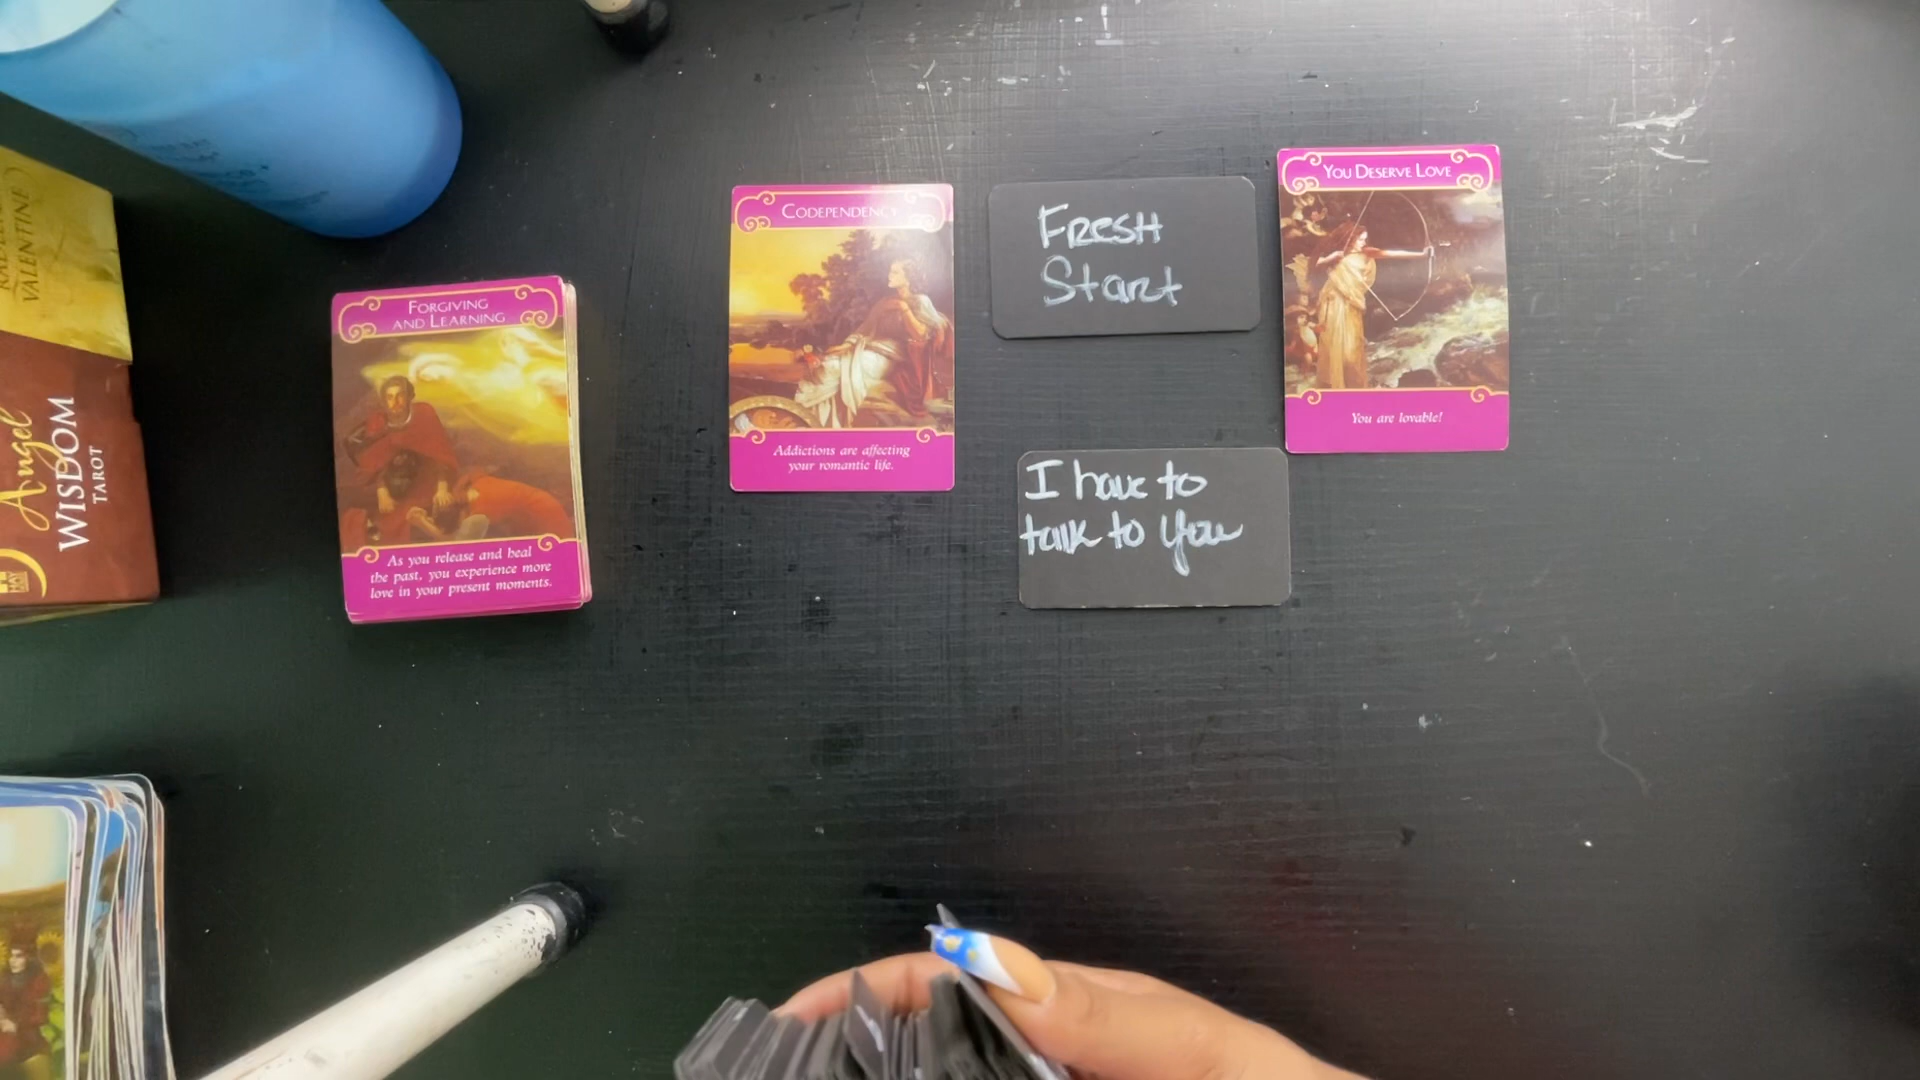 VALENTINE
Angel
WISDOM
TAROT
FORGIVING
AND LEARNING
As you release and heal
the past, you experience more
love in your present moments.
CODEPENDENCY
Addictions are affecting
your romantic life.
FRESH
Start
I have to
talk to You
YOU DESERVE LOVE
You are lovable!